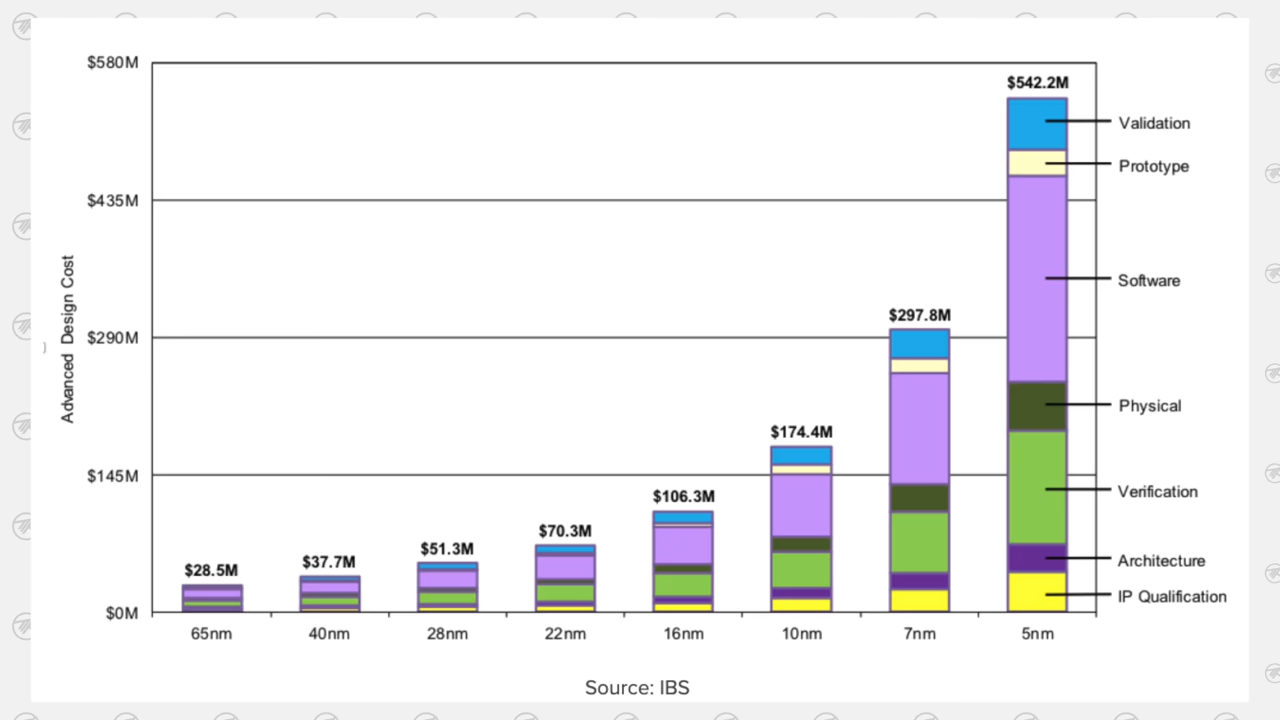 $580M
$542.2M
Validation
Prototype
$435M
Software
Advanced Design Cost
$297.8M
$290M
Physical
$174.4M
$145M
Verification
$106.3M
$70.3M
$51.3M
$37.7M
$28.5M
Architecture
IP Qualification
$0M
65nm 40nm 28nm 22nm 16nm 10nm 7nm 5nm
Source: IBS